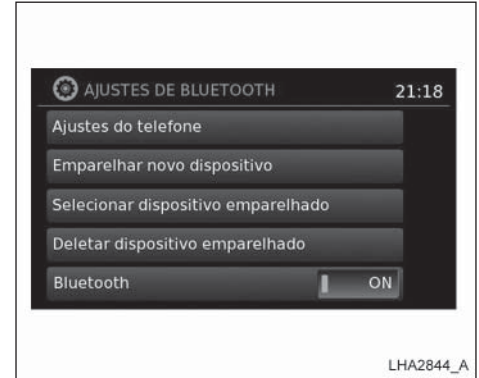 AJUSTES DE BLUETOOTH 21:18
Ajustes do telefone
Emparelhar novo dispositivo
Selecionar dispositivo emparelhado
Deletar dispositivo emparelhado
Bluetooth ON
LHA2844_A